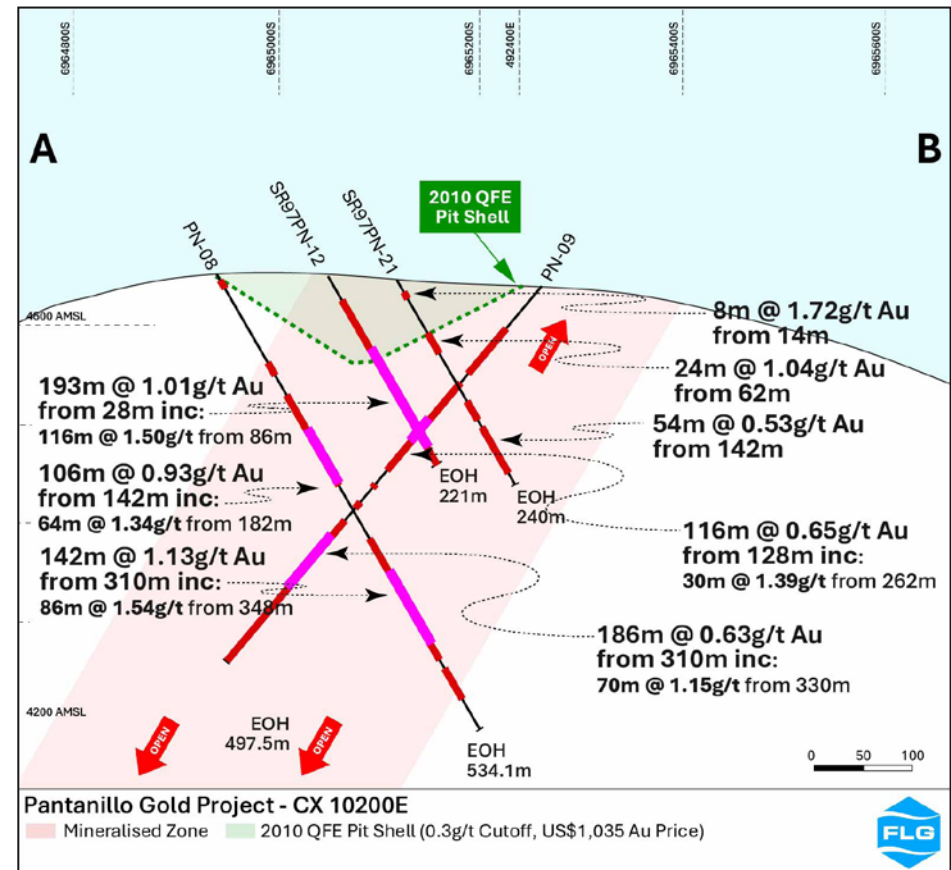 6964800S
6965000S
6965200S
492400E
6965400S
6965600S
A
B
2010 QFE
Pit Shell
PN-08
SR97PN-12
SR97PN-21
PN-09
4600 AMSL
OPEN
8m @ 1.72g/t Au
from 14m
24m @ 1.04g/t Au
from 62m
54m @ 0.53g/t Au
from 142m
193m @ 1.01g/t Au
from 28m inc:
116m @ 1.50g/t from 86m
106m @ 0.93g/t Au
from 142m inc:
64m @ 1.34g/t from 182m
142m @ 1.13g/t Au
from 310m inc:
86m @ 1.54g/t from 348m
EOH
221m
EOH
240m
116m @ 0.65g/t Au
from 128m inc:
30m @ 1.39g/t from 262m
186m @ 0.63g/t Au
from 310m inc:
70m @ 1.15g/t from 330m
4200 AMSL
OPEN
EOH
497.5m
OPEN
EOH
534.1m
0 50 100
Pantanillo Gold Project - CX 10200E
Mineralised Zone 2010 QFE Pit Shell (0.3g/t Cutoff, US$1,035 Au Price)
FLG